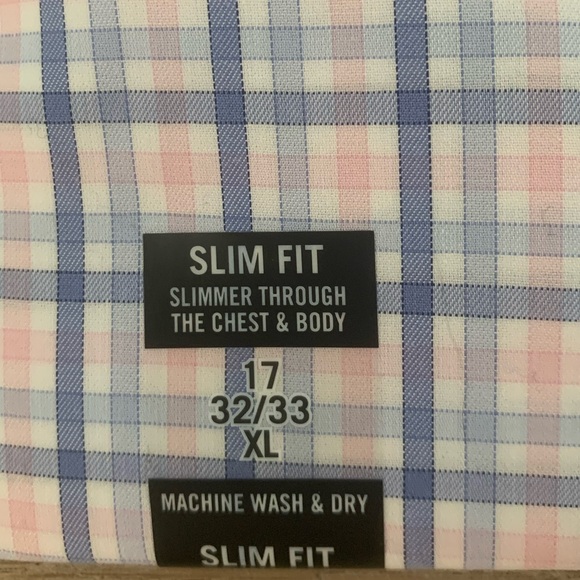 SLIM FIT
SLIMMER THROUGH
THE CHEST & BODY
17
32/33
XL
MACHINE WASH & DRY
SLIM FIT